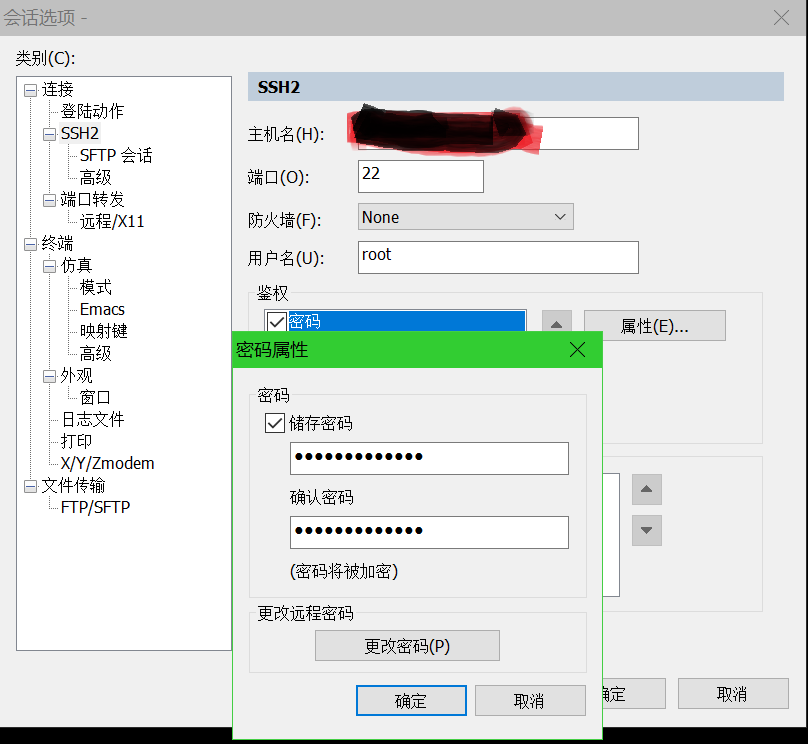 会话选项 -
类别(C):
连接
登陆动作
SSH2
SFTP 会话
高级
端口转发
远程/X11
终端
仿真
模式
Emacs
映射键
高级
外观
窗口
日志文件
打印
X/Y/Zmodem
文件传输
FTP/SFTP
SSH2
主机名(H):
端口(O):
22
防火墙(F):
None
用户名(U):
root
鉴权
密码
属性(E)...
密码属性
密码
储存密码
•••••••••••••
确认密码
•••••••••••••
(密码将被加密)
更改远程密码
更改密码(P)
确定
取消
确定
取消